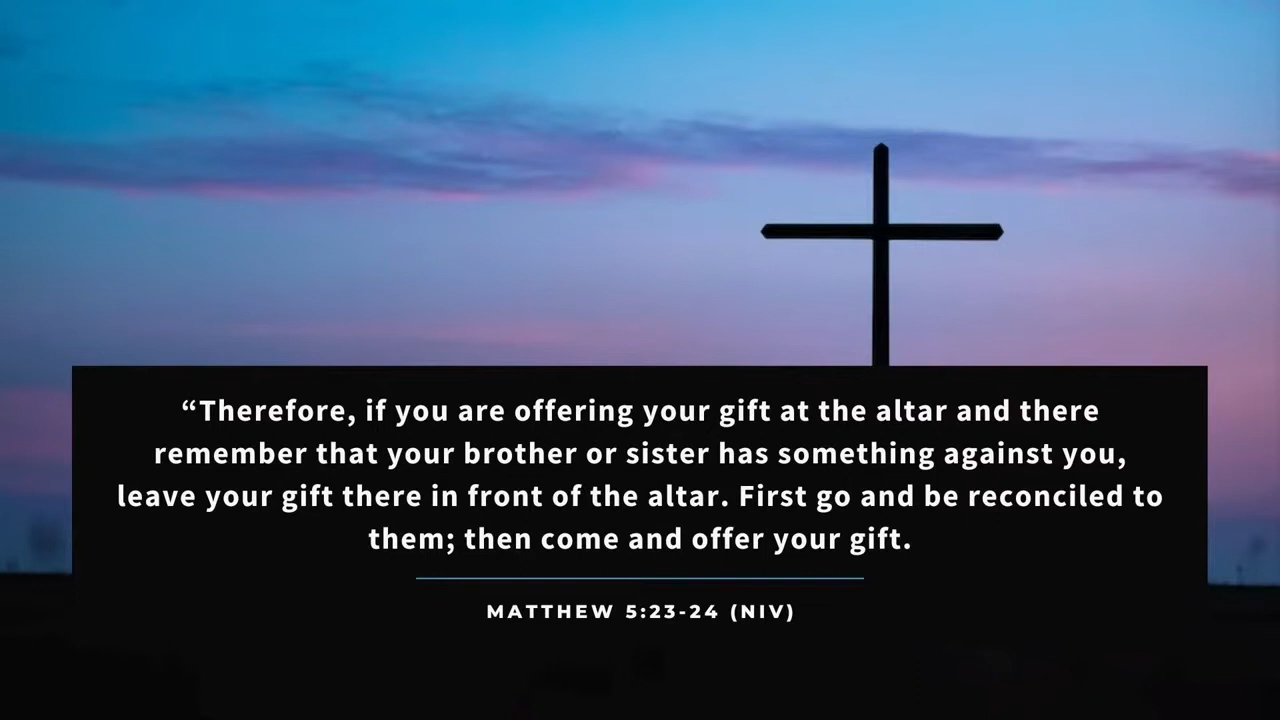 “Therefore, if you are offering your gift at the altar and there
remember that your brother or sister has something against you,
leave your gift there in front of the altar. First go and be reconciled to
them; then come and offer your gift.
MATTHEW 5:23-24 (NIV)